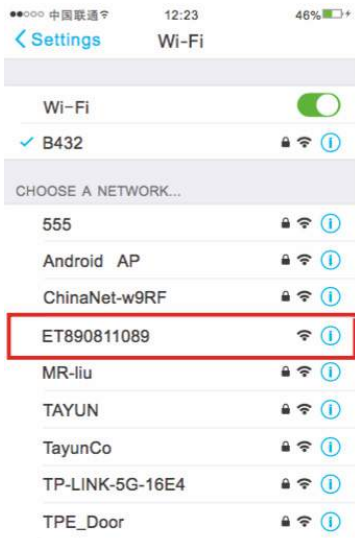 中国联通 12:23 46%
Settings Wi-Fi
Wi-Fi
B432
CHOOSE A NETWORK...
555
Android AP
ChinaNet-w9RF
ET890811089
MR-liu
TAYUN
TayunCo
TP-LINK-5G-16E4
TPE_Door